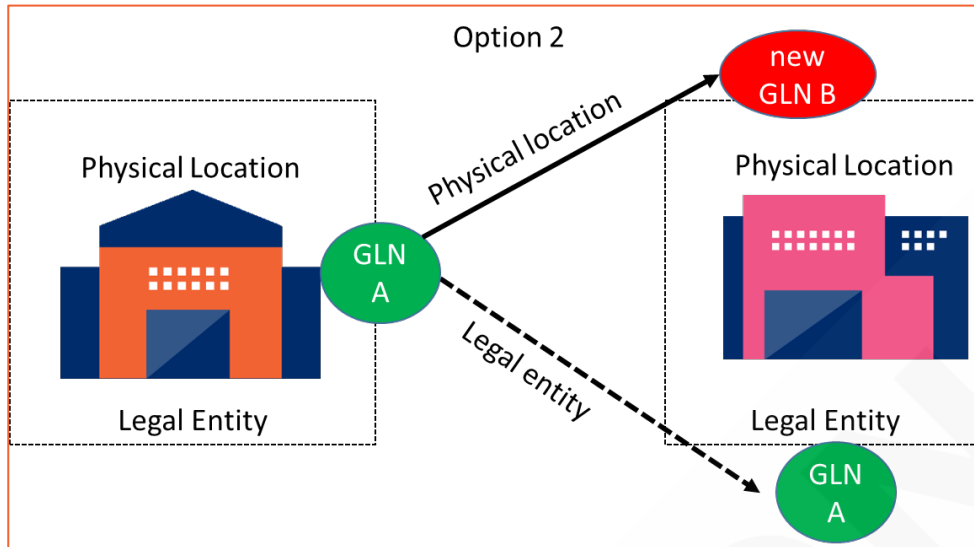 Option 2
new
GLN B
Physical Location
Physical location
Physical Location
GLN
A
Legal entity
Legal Entity
Legal Entity
GLN
A